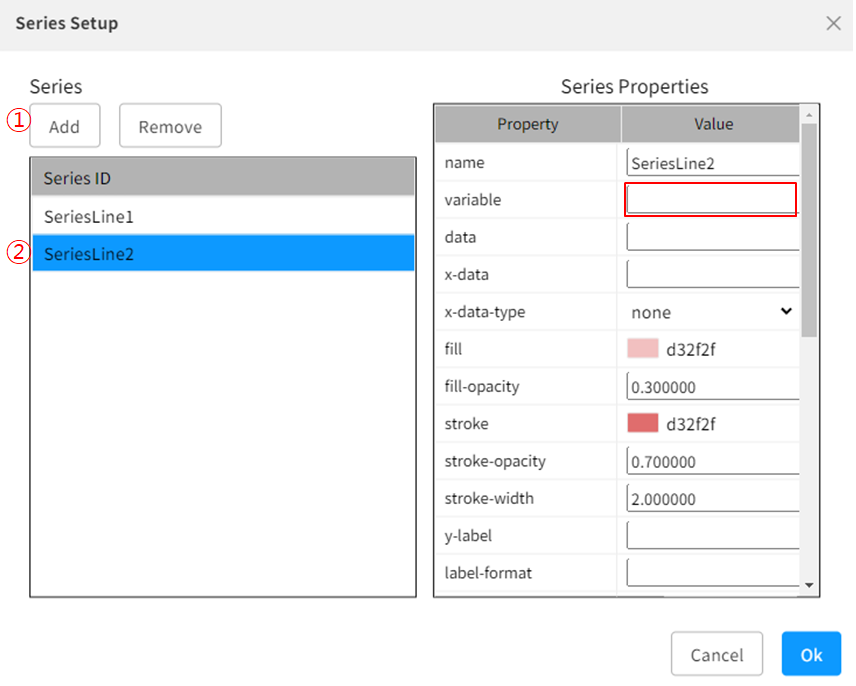 Series Setup
Series
Series Properties
① Add
Remove
Series ID
SeriesLine1
② SeriesLine2
Property Value
name SeriesLine2
variable
data
x-data
x-data-type none
fill d32f2f
fill-opacity 0.300000
stroke d32f2f
stroke-opacity 0.700000
stroke-width 2.000000
y-label
label-format
Cancel
Ok